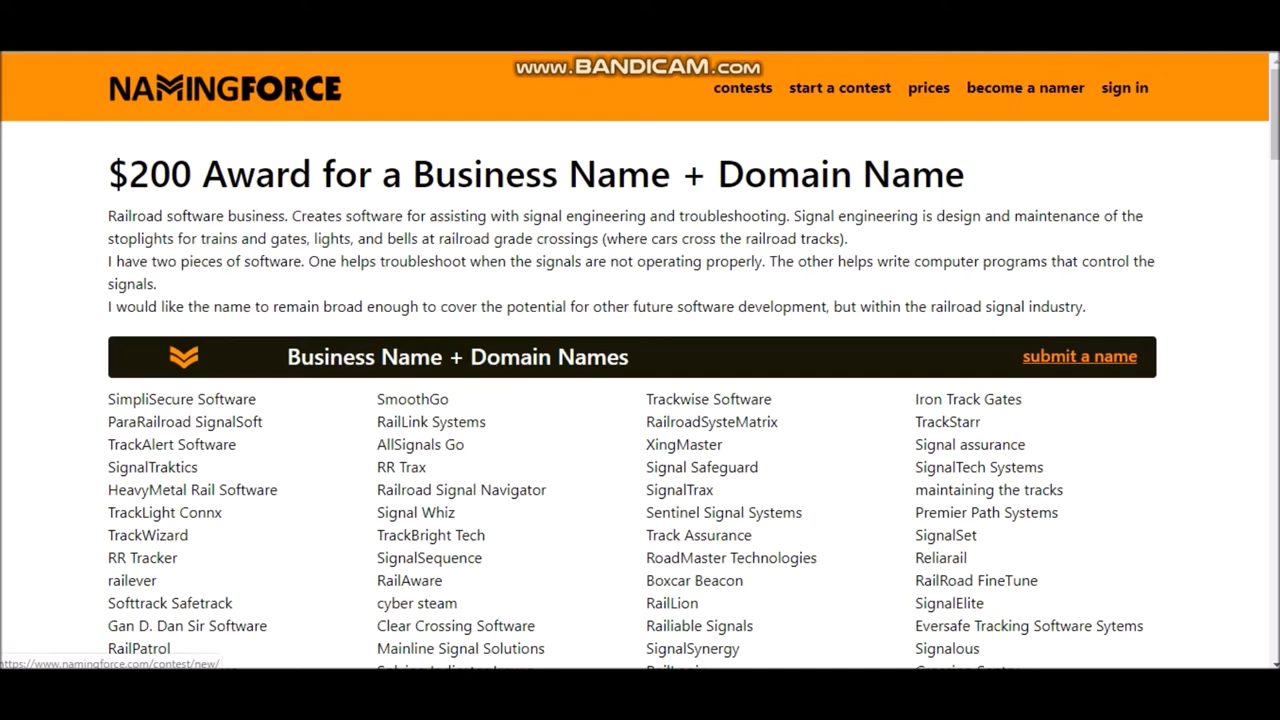 www.BANDICAM.com
NAMINGFORCE
contests start a contest prices become a namer sign in
$200 Award for a Business Name + Domain Name
Railroad software business. Creates software for assisting with signal engineering and troubleshooting. Signal engineering is design and maintenance of the
stoplights for trains and gates, lights, and bells at railroad grade crossings (where cars cross the railroad tracks).
I have two pieces of software. One helps troubleshoot when the signals are not operating properly. The other helps write computer programs that control the
signals.
I would like the name to remain broad enough to cover the potential for other future software development, but within the railroad signal industry.
Business Name + Domain Names submit a name
SimpliSecure Software SmoothGo Trackwise Software Iron Track Gates
ParaRailroad SignalSoft RailLink Systems RailroadSysteMatrix TrackStarr
TrackAlert Software AllSignals Go XingMaster Signal assurance
SignalTraktics RR Trax Signal Safeguard SignalTech Systems
HeavyMetal Rail Software Railroad Signal Navigator SignalTrax maintaining the tracks
TrackLight Connx Signal Whiz Sentinel Signal Systems Premier Path Systems
TrackWizard TrackBright Tech Track Assurance SignalSet
RR Tracker SignalSequence RoadMaster Technologies Reliarail
railever RailAware Boxcar Beacon RailRoad FineTune
Softtrack Safetrack cyber steam RailLion SignalElite
Gan D. Dan Sir Software Clear Crossing Software Railiable Signals Eversafe Tracking Software Sytems
RailPatrol Mainline Signal Solutions SignalSynergy Signalous
https://www.namingforce.com/contest/new/